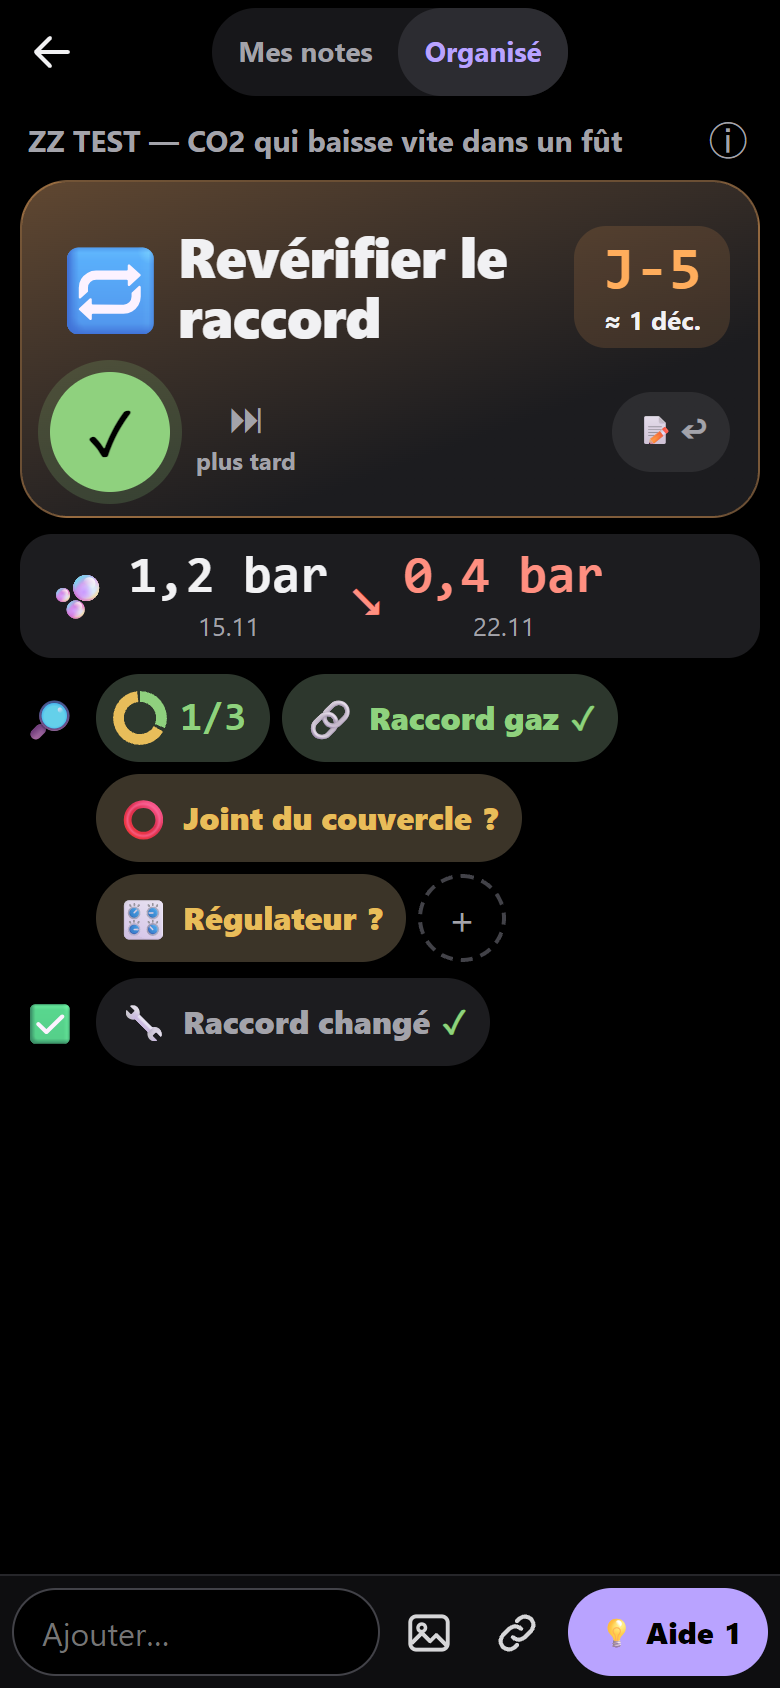 Mes notes
Organisé
ZZ TEST — CO2 qui baisse vite dans un fût
Revérifier le
raccord
J-5
≈ 1 déc.
plus tard
1,2 bar
0,4 bar
15.11
22.11
1/3
Raccord gaz ✓
Joint du couvercle ?
Régulateur ?
+
Raccord changé ✓
Ajouter...
Aide 1